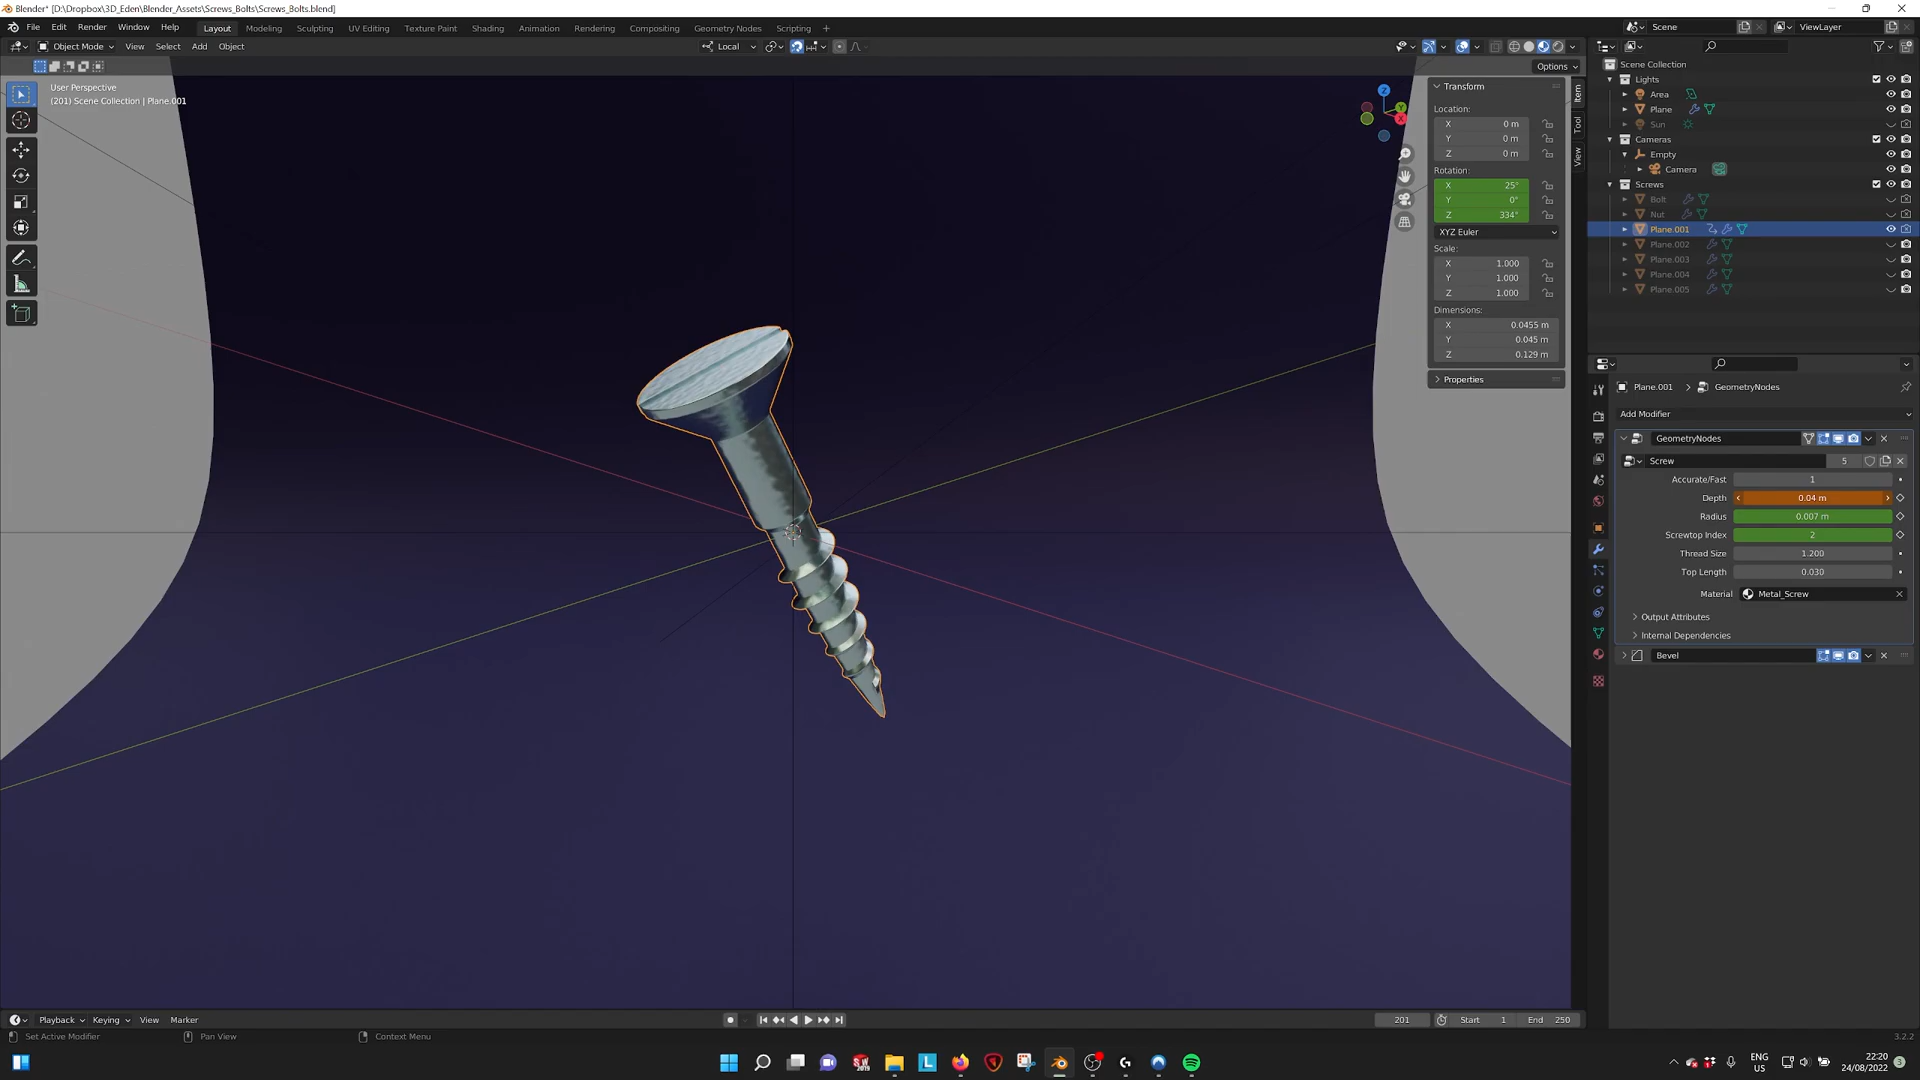 Blender* [D:\Dropbox\3D_Eden\Blender_Assets\Screws_Bolts\Screws_Bolts.blend]
File Edit Render Window Help Layout Modeling Sculpting UV Editing Texture Paint Shading Animation Rendering Compositing Geometry Nodes Scripting +
Scene ViewLayer
Object Mode View Select Add Object Local
Options
User Perspective
(201) Scene Collection | Plane.001
Z
Y
X
Transform
Location:
X 0 m
Y 0 m
Z 0 m
Rotation:
X 25°
Y 0°
Z 334°
XYZ Euler
Scale:
X 1.000
Y 1.000
Z 1.000
Dimensions:
X 0.0455 m
Y 0.045 m
Z 0.129 m
Properties
Item
Tool
View
Scene Collection
Lights
Area
Plane
Sun
Cameras
Empty
Camera
Screws
Bolt
Nut
Plane.001
Plane.002
Plane.003
Plane.004
Plane.005
Plane.001 > GeometryNodes
Add Modifier
GeometryNodes
Screw 5
Accurate/Fast 1
Depth 0.04 m
Radius 0.007 m
Screwtop Index 2
Thread Size 1.200
Top Length 0.030
Material Metal_Screw
Output Attributes
Internal Dependencies
Bevel
Playback Keying View Marker 201 Start 1 End 250
Set Active Modifier Pan View Context Menu 3.2.2
SW
2019
L
ENG
US
22:20
24/08/2022
3